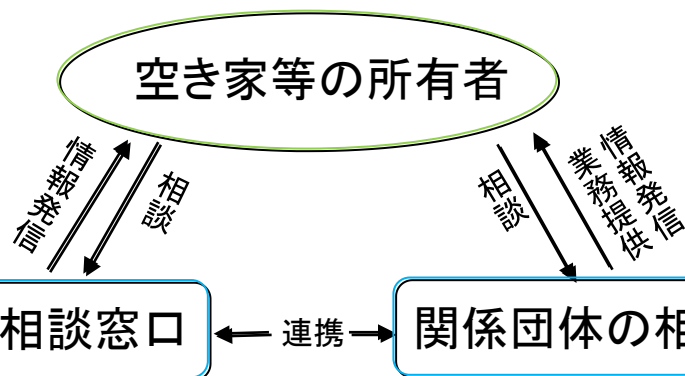 空き家等の所有者
情報発信
相談
相談
情報発信
業務提供
相談窓口
連携
関係団体の相